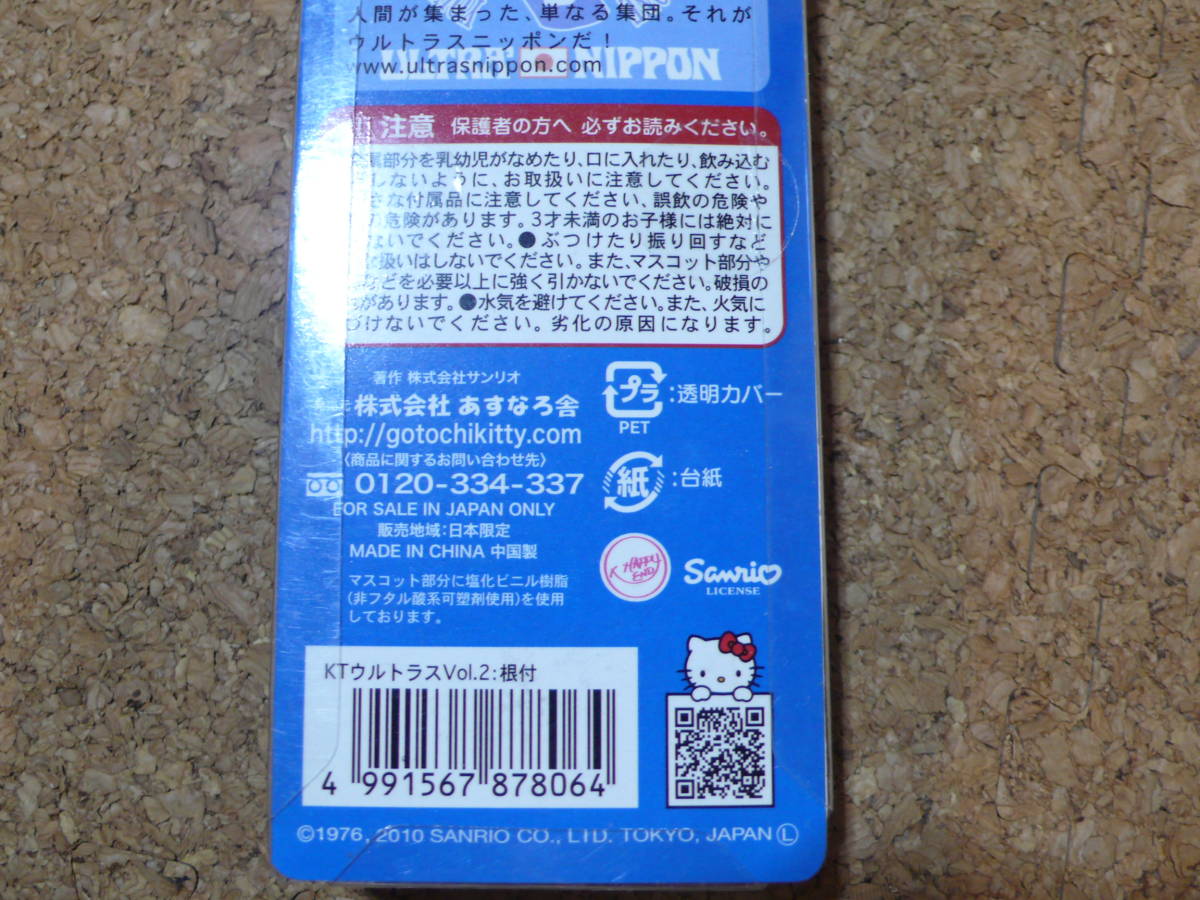 人間が集まった、単なる集団。それが
ウルトラスニッポンだ!
www.ultrasnippon.com
NIPPON
注意 保護者の方へ 必ずお読みください。
部分を乳幼児がなめたり、口に入れたり、飲み込む
しないように、お取扱いに注意してください。
さな付属品に注意してください、誤飲の危険や
の危険があります。3才未満のお子様には絶対に
ないでください。●ぶつけたり振り回すなど
扱いはしないでください。また、マスコット部分や
などを必要以上に強く引かないでください。破損の
があります。●水気を避けてください。また、火気に
づけないでください。劣化の原因になります。
著作 株式会社サンリオ
株式会社 あすなろ舎
http://gotochikitty.com
〈商品に関するお問い合わせ先〉
0120-334-337
FOR SALE IN JAPAN ONLY
販売地域:日本限定
MADE IN CHINA 中国製
マスコット部分に塩化ビニル樹脂
(非フタル酸系可塑剤使用)を使用
しております。
プラ:透明カバー
PET
紙:台紙
HAPPY
END
Sanrio
LICENSE
KTウルトラスVol.2:根付
4 991567 878064
©1976, 2010 SANRIO CO., LTD. TOKYO, JAPAN Ⓛ